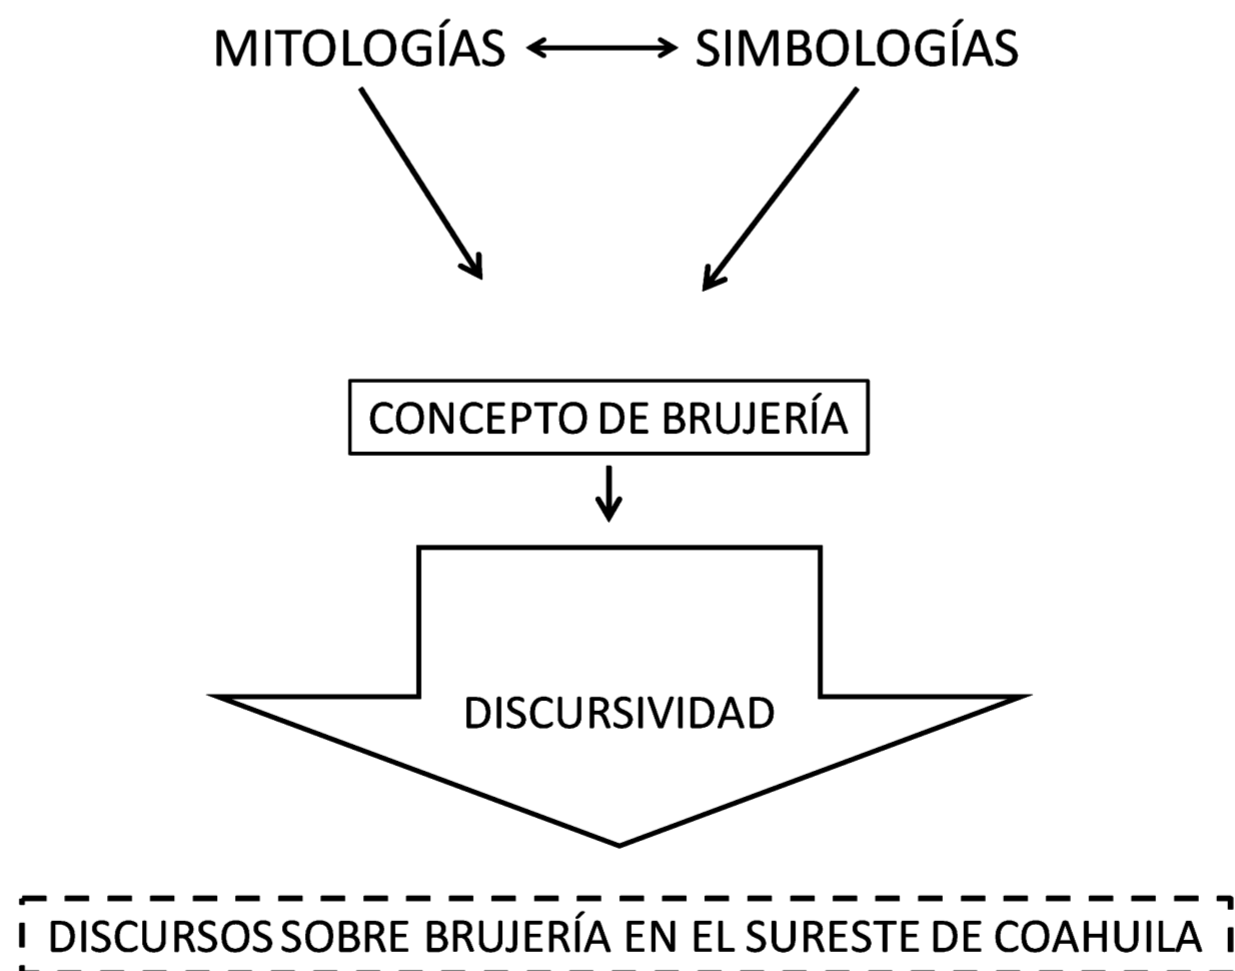 MITOLOGÍAS SIMBOLOGÍAS
CONCEPTO DE BRUJERÍA
DISCURSIVIDAD
DISCURSOS SOBRE BRUJERÍA EN EL SURESTE DE COAHUILA